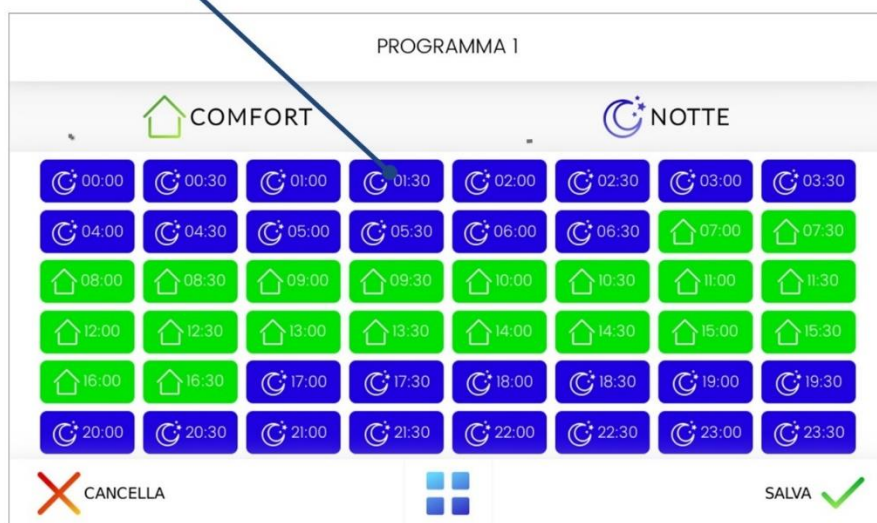 PROGRAMMA 1
COMFORT NOTTE
00:00 00:30 01:00 01:30 02:00 02:30 03:00 03:30
04:00 04:30 05:00 05:30 06:00 06:30 07:00 07:30
08:00 08:30 09:00 09:30 10:00 10:30 11:00 11:30
12:00 12:30 13:00 13:30 14:00 14:30 15:00 15:30
16:00 16:30 17:00 17:30 18:00 18:30 19:00 19:30
20:00 20:30 21:00 21:30 22:00 22:30 23:00 23:30
CANCELLA SALVA